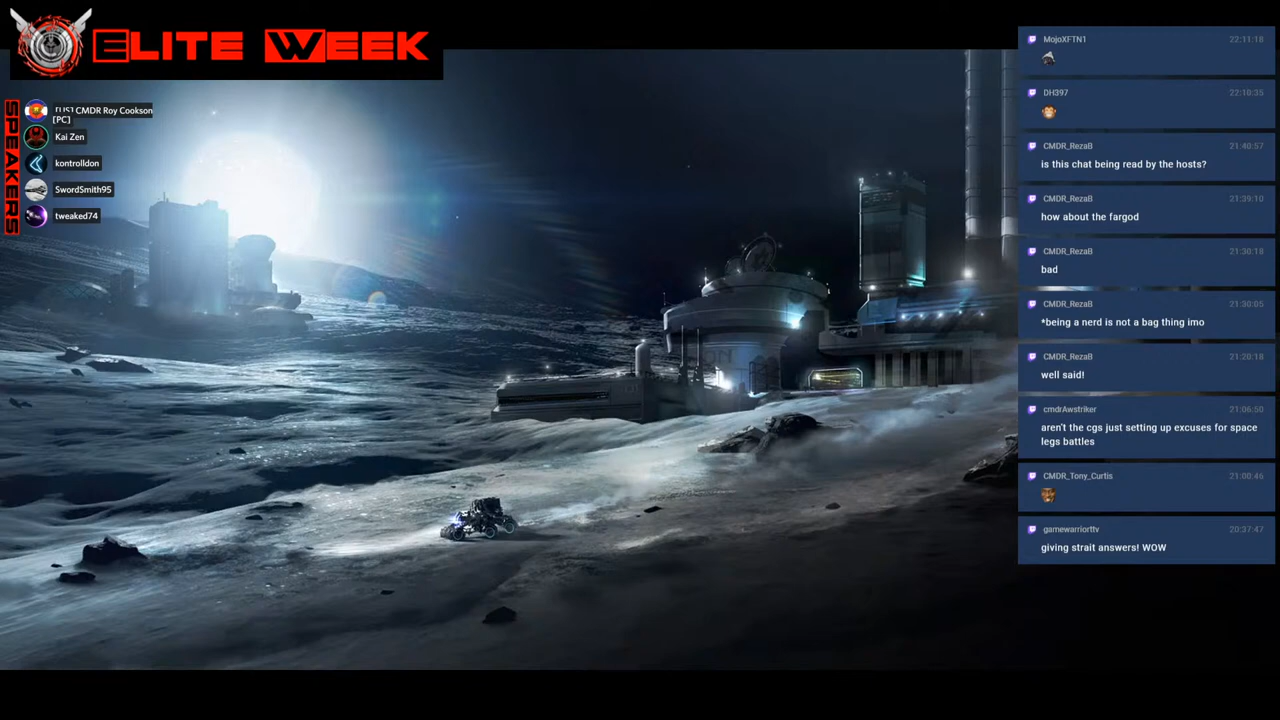 ELITE WEEK
SPEAKERS
[US] CMDR Roy Cookson
[PC]
Kai Zen
kontrolldon
SwordSmith95
tweaked74
MojoXFTN1 22:11:18
DH397 22:10:35
CMDR_RezaB 21:40:57
is this chat being read by the hosts?
CMDR_RezaB 21:39:10
how about the fargod
CMDR_RezaB 21:30:18
bad
CMDR_RezaB 21:30:05
*being a nerd is not a bag thing imo
CMDR_RezaB 21:20:18
well said!
cmdrAwstriker 21:06:50
aren't the cgs just setting up excuses for space
legs battles
CMDR_Tony_Curtis 21:00:46
gamewarriorttv 20:37:47
giving strait answers! WOW